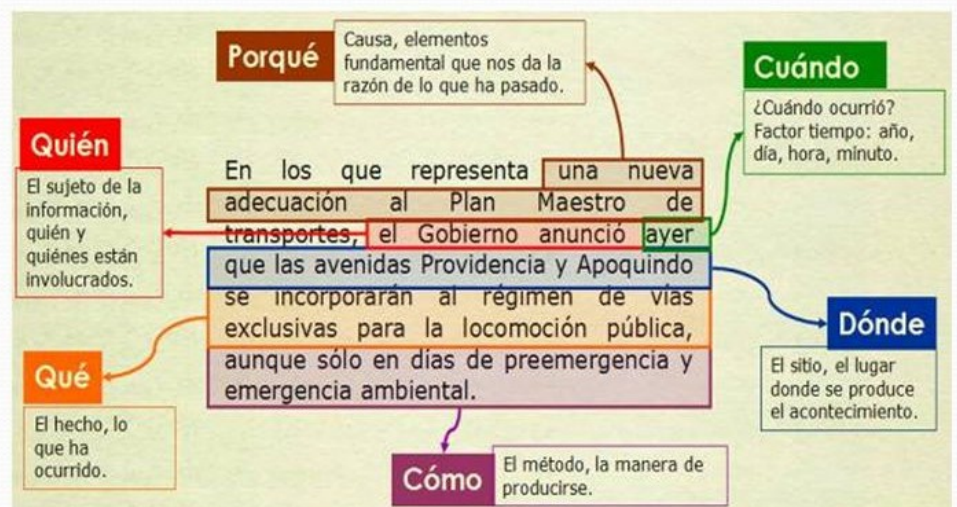 Porqué
Causa, elementos
fundamental que nos da la
razón de lo que ha pasado.
Cuándo
¿Cuándo ocurrió?
Factor tiempo: año,
día, hora, minuto.
Quién
El sujeto de la
información,
quién y
quiénes están
involucrados.
En los que representa una nueva
adecuación al Plan Maestro de
transportes, el Gobierno anunció ayer
que las avenidas Providencia y Apoquindo
se incorporarán al régimen de vías
exclusivas para la locomoción pública,
aunque sólo en días de preemergencia y
emergencia ambiental.
Dónde
El sitio, el lugar
donde se produce
el acontecimiento.
Qué
El hecho, lo
que ha
ocurrido.
Cómo
El método, la manera de
producirse.